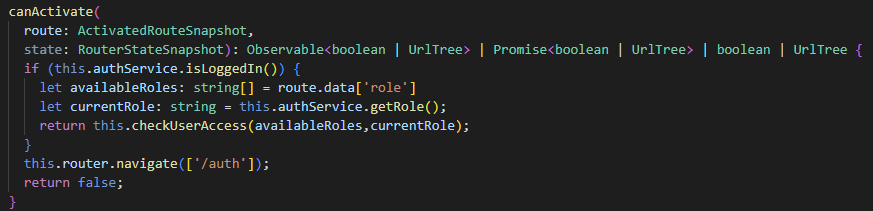 canActivate(
  route: ActivatedRouteSnapshot,
  state: RouterStateSnapshot): Observable<boolean | UrlTree> | Promise<boolean | UrlTree> | boolean | UrlTree {
  if (this.authService.isLoggedIn()) {
    let availableRoles: string[] = route.data['role']
    let currentRole: string = this.authService.getRole();
    return this.checkUserAccess(availableRoles,currentRole);
  }
  this.router.navigate(['/auth']);
  return false;
}